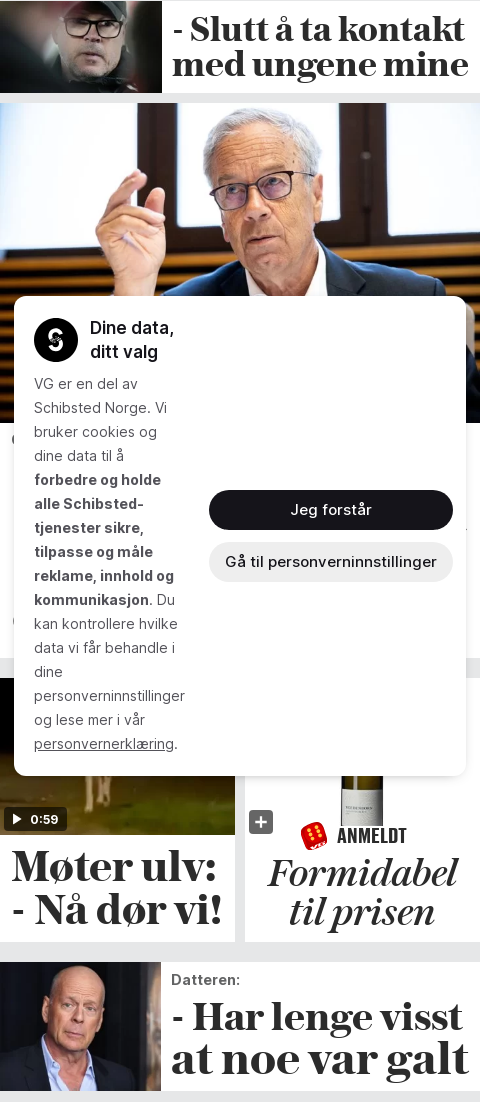 - Slutt å ta kontakt
med ungene mine
Dine data,
ditt valg
VG er en del av
Schibsted Norge. Vi
bruker cookies og
dine data til å
forbedre og holde
alle Schibsted-
tjenester sikre,
tilpasse og måle
reklame, innhold og
kommunikasjon. Du
kan kontrollere hvilke
data vi får behandle i
dine
personverninnstillinger
og lese mer i vår
personvernerklæring.
Jeg forstår
Gå til personverninnstillinger
0:59
Møter ulv:
- Nå dør vi!
ANMELDT
Formidabel
til prisen
Datteren:
- Har lenge visst
at noe var galt